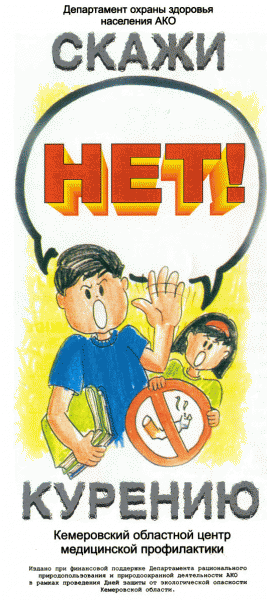 Департамент охраны здоровья
населения АКО
СКАЖИ
НЕТ!
КУРЕНИЮ
Кемеровский областной центр
медицинской профилактики
Издано при финансовой поддержке Департамента рационального
природопользования и природоохранной деятельности АКО
в рамках проведения Дней защиты от экологической опасности
Кемеровской области.